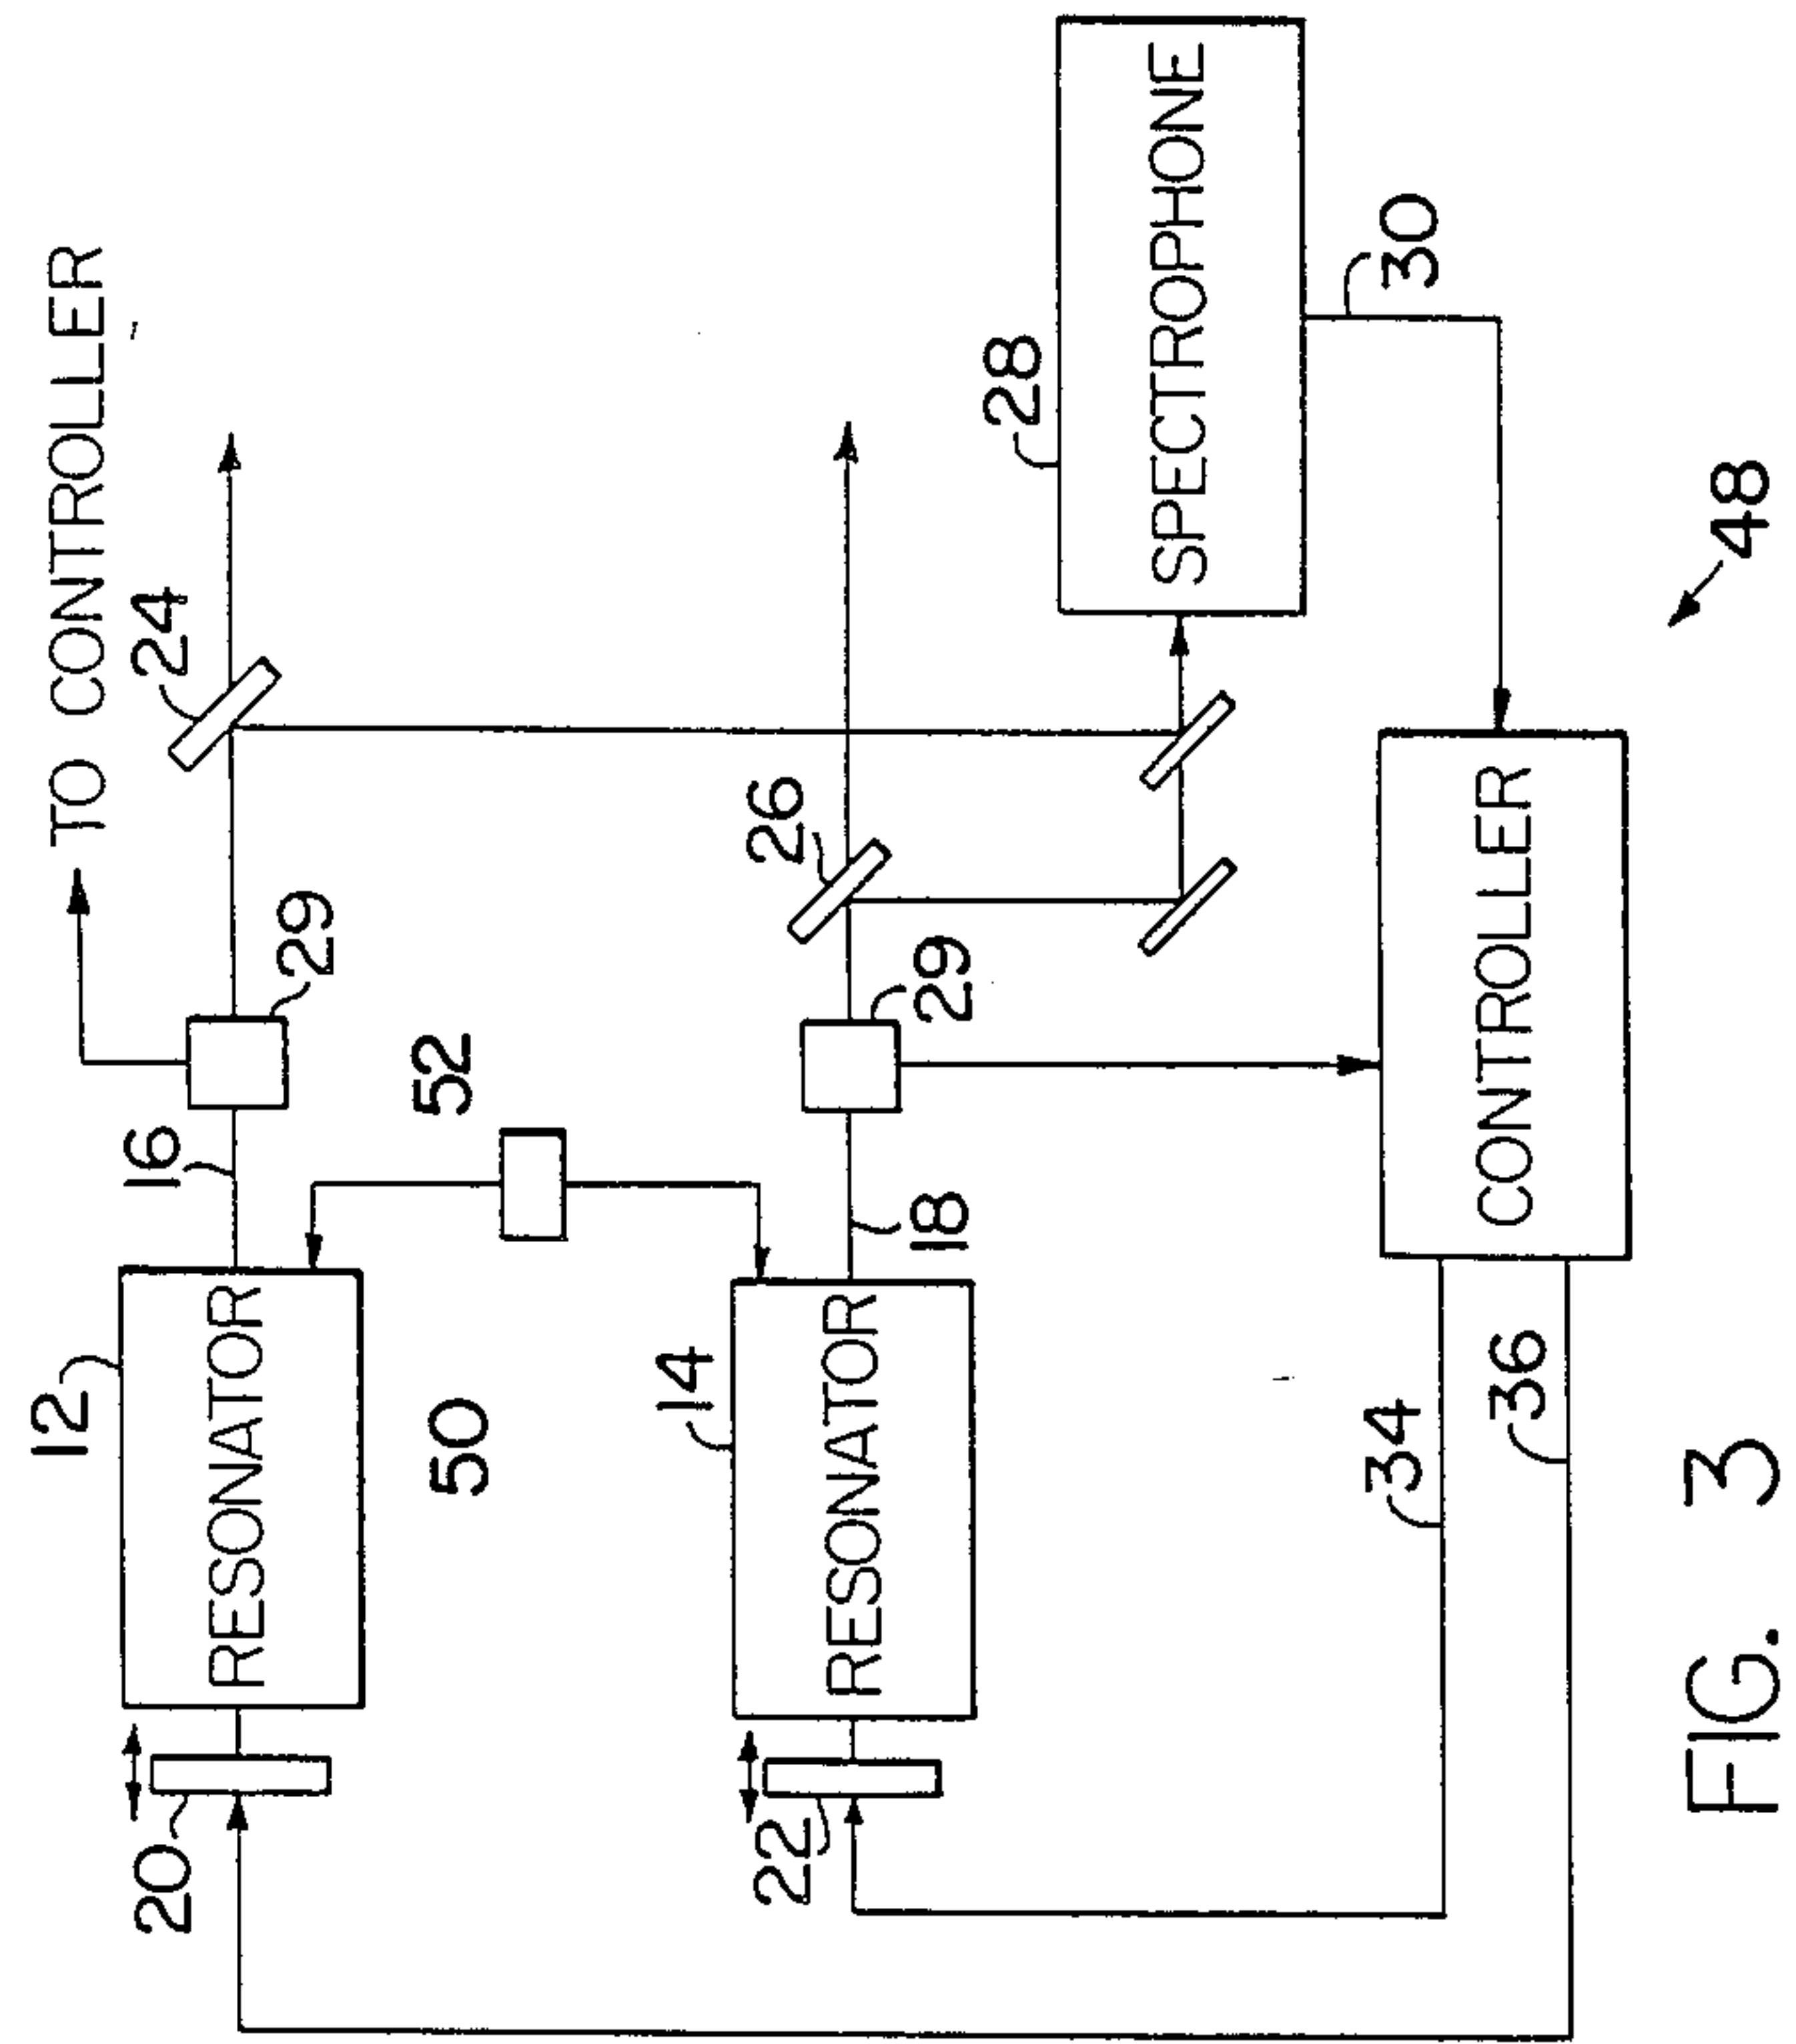 TO CONTROLLER
24
29
16
12
RESONATOR
20
52
50
26
29
18
14
RESONATOR
22
28
SPECTROPHONE
30
CONTROLLER
34
36
48
FIG. 3